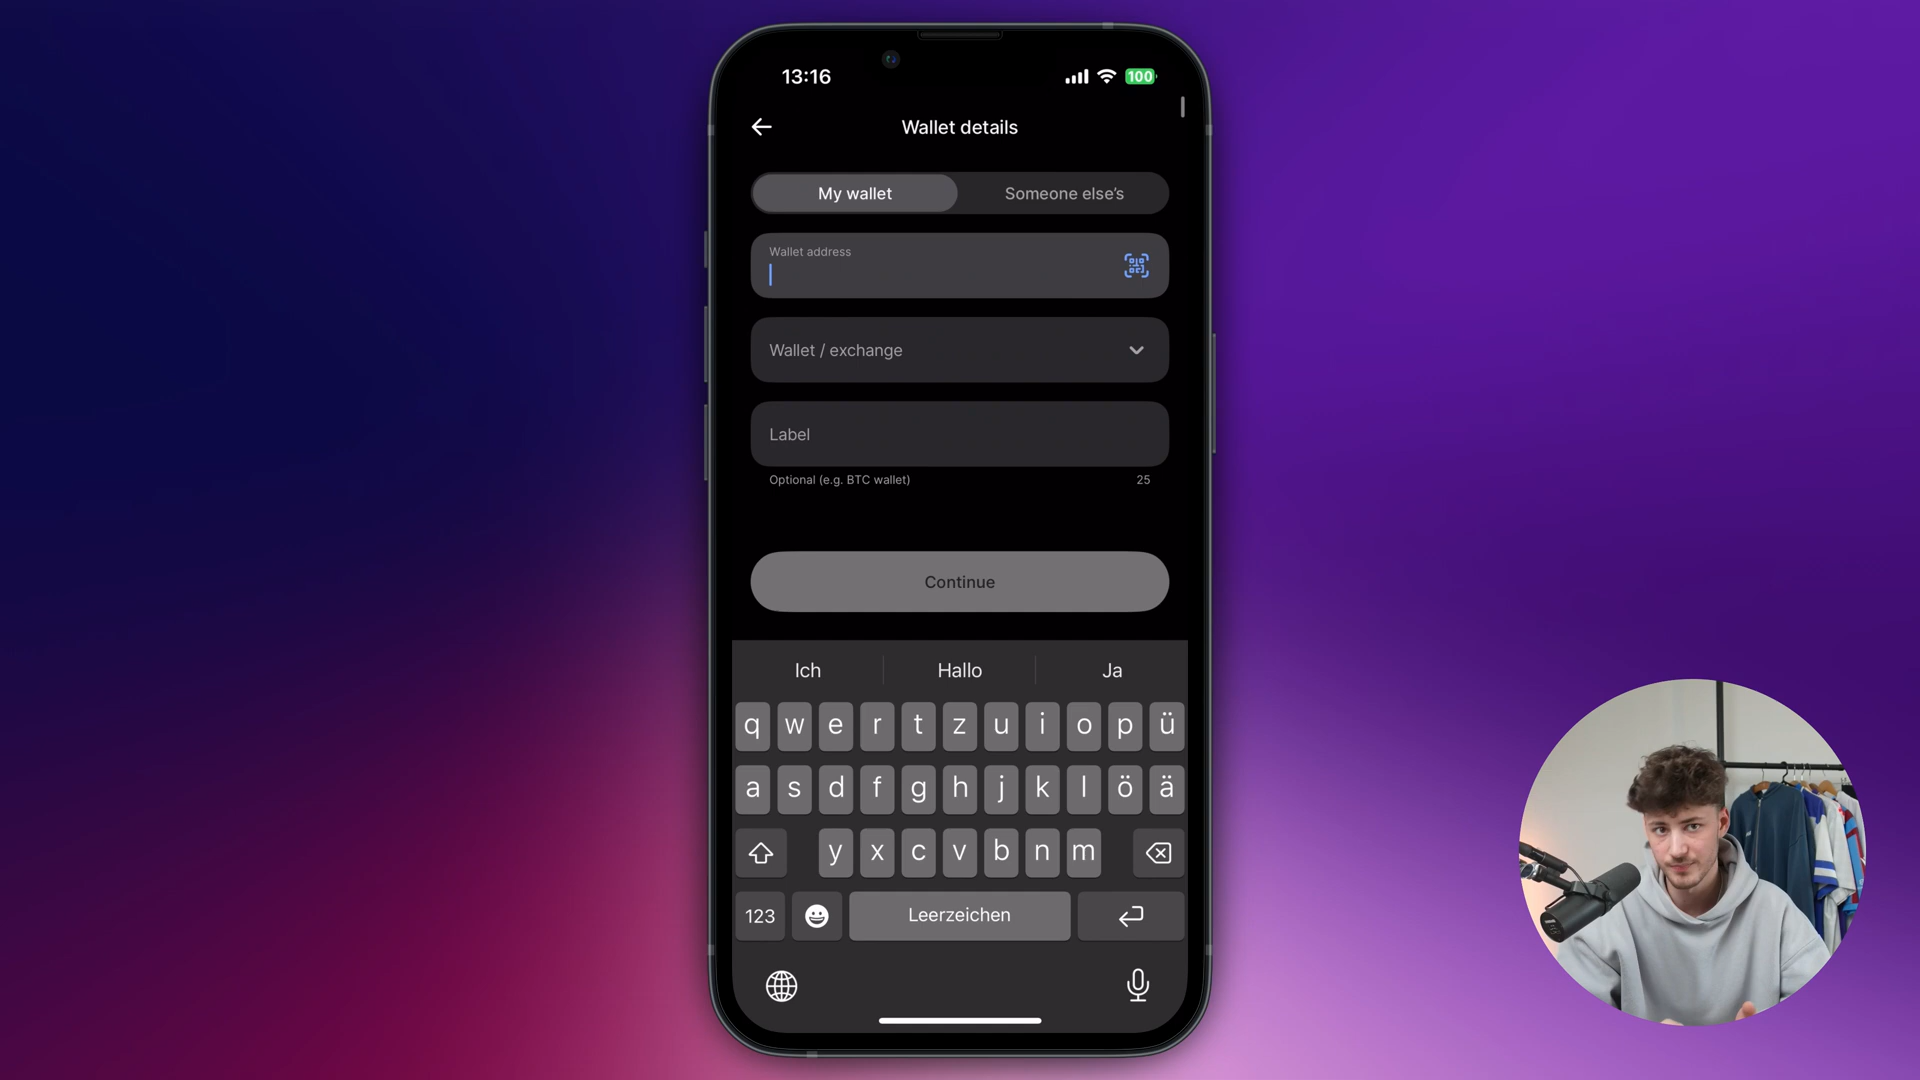 13:16
100
Wallet details
My wallet
Someone else's
Wallet address
Wallet / exchange
Label
Optional (e.g. BTC wallet)
25
Continue
Ich
Hallo
Ja
q w e r t z u i o p ü
a s d f g h j k l ö ä
y x c v b n m
123
Leerzeichen